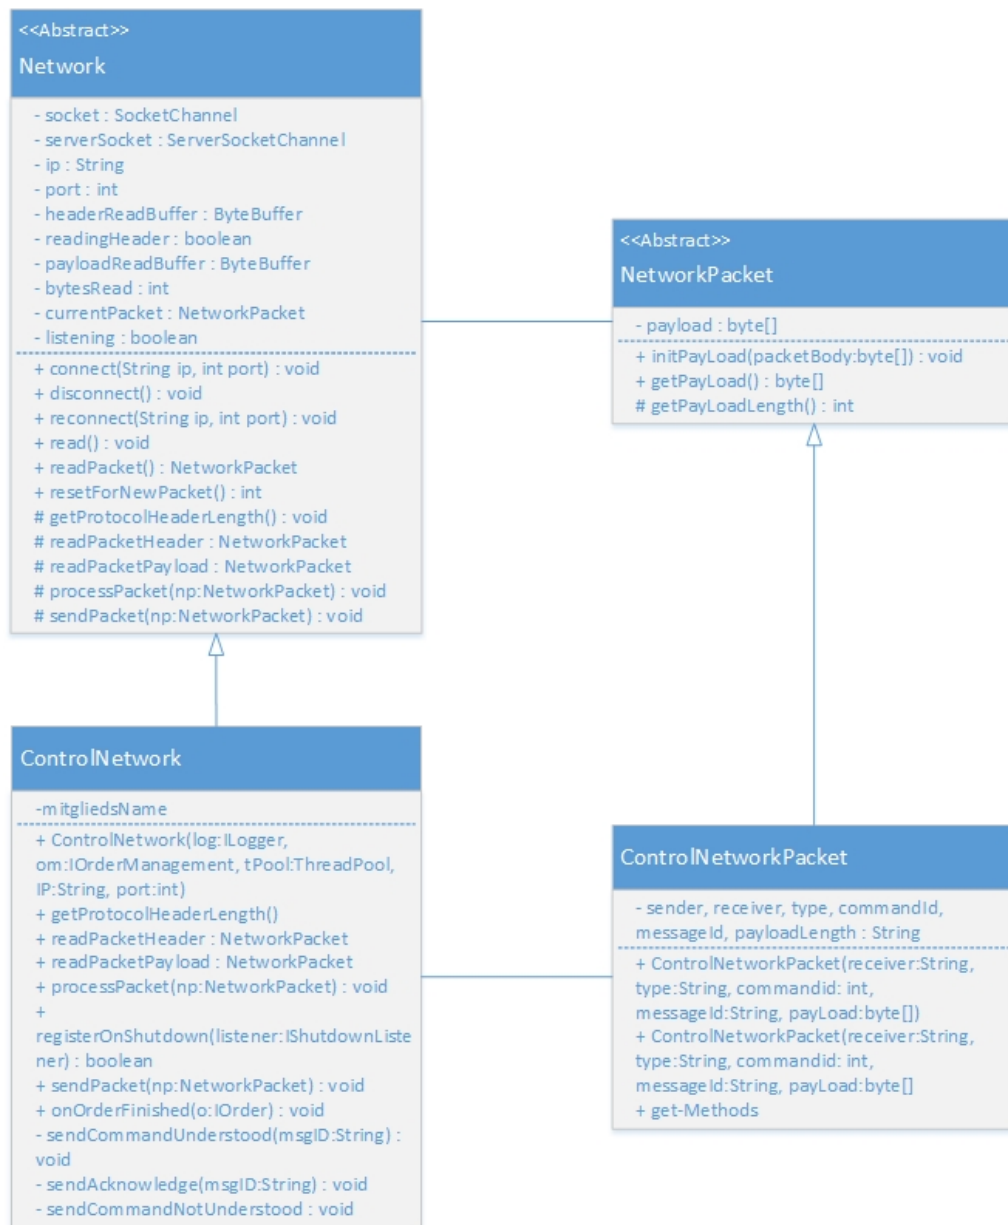 <<Abstract>>
Network
- socket : SocketChannel
- serverSocket : ServerSocketChannel
- ip : String
- port : int
- headerReadBuffer : ByteBuffer
- readingHeader : boolean
- payloadReadBuffer : ByteBuffer
- bytesRead : int
- currentPacket : NetworkPacket
- listening : boolean
+ connect(String ip, int port) : void
+ disconnect() : void
+ reconnect(String ip, int port) : void
+ read() : void
+ readPacket() : NetworkPacket
+ resetForNewPacket() : int
# getProtocolHeaderLength() : void
# readPacketHeader : NetworkPacket
# readPacketPayload : NetworkPacket
# processPacket(np:NetworkPacket) : void
# sendPacket(np:NetworkPacket) : void
<<Abstract>>
NetworkPacket
- payload : byte[]
+ initPayLoad(packetBody:byte[]) : void
+ getPayLoad() : byte[]
# getPayLoadLength() : int
ControlNetwork
-mitgliedsName
+ ControlNetwork(log:ILogger,
om:IOrderManagement, tPool:ThreadPool,
IP:String, port:int)
+ getProtocolHeaderLength()
+ readPacketHeader : NetworkPacket
+ readPacketPayload : NetworkPacket
+ processPacket(np:NetworkPacket) : void
+
registerOnShutdown(listener:IShutdownListe
ner) : boolean
+ sendPacket(np:NetworkPacket) : void
+ onOrderFinished(o:IOrder) : void
- sendCommandUnderstood(msgID:String) :
void
- sendAcknowledge(msgID:String) : void
- sendCommandNotUnderstood : void
ControlNetworkPacket
- sender, receiver, type, commandId,
messageId, payloadLength : String
+ ControlNetworkPacket(receiver:String,
type:String, commandid: int,
messageId:String, payLoad:byte[])
+ ControlNetworkPacket(receiver:String,
type:String, commandid: int,
messageId:String, payLoad:byte[]
+ get-Methods